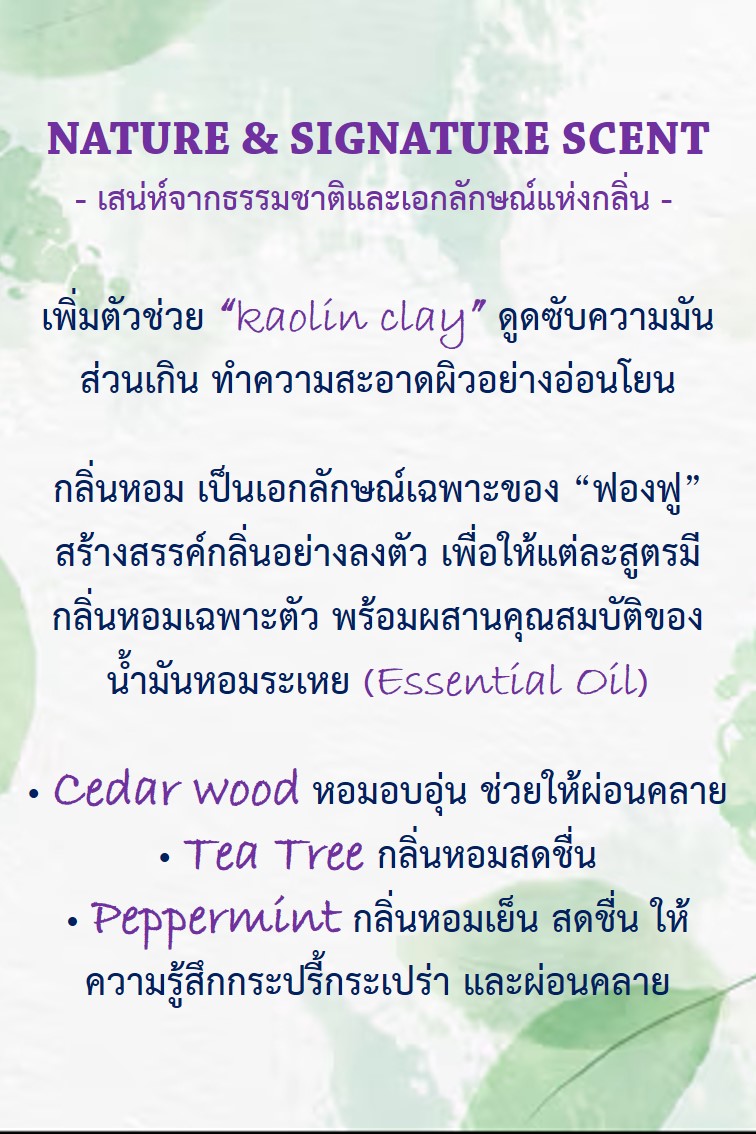 NATURE & SIGNATURE SCENT
- เสน่ห์จากธรรมชาติและเอกลักษณ์แห่งกลิ่น -
เพิ่มตัวช่วย “kaolin clay” ดูดซับความมัน
ส่วนเกิน ทำความสะอาดผิวอย่างอ่อนโยน
กลิ่นหอม เป็นเอกลักษณ์เฉพาะของ “ฟองฟู”
สร้างสรรค์กลิ่นอย่างลงตัว เพื่อให้แต่ละสูตรมี
กลิ่นหอมเฉพาะตัว พร้อมผสานคุณสมบัติของ
น้ำมันหอมระเหย (Essential Oil)
• Cedar wood หอมอบอุ่น ช่วยให้ผ่อนคลาย
• Tea Tree กลิ่นหอมสดชื่น
• Peppermint กลิ่นหอมเย็น สดชื่น ให้
ความรู้สึกกระปรี้กระเปร่า และผ่อนคลาย